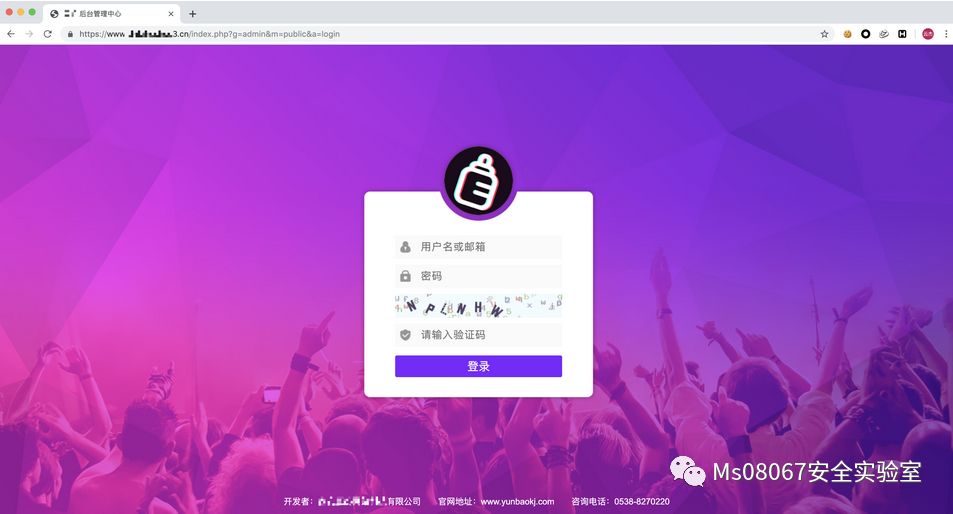 后台管理中心
https://www. 3.cn/index.php?g=admin&m=public&a=login
用户名或邮箱
密码
请输入验证码
登录
Ms08067安全实验室
开发者: 有限公司 官网地址: www.yunbaokj.com 咨询电话: 0538-8270220